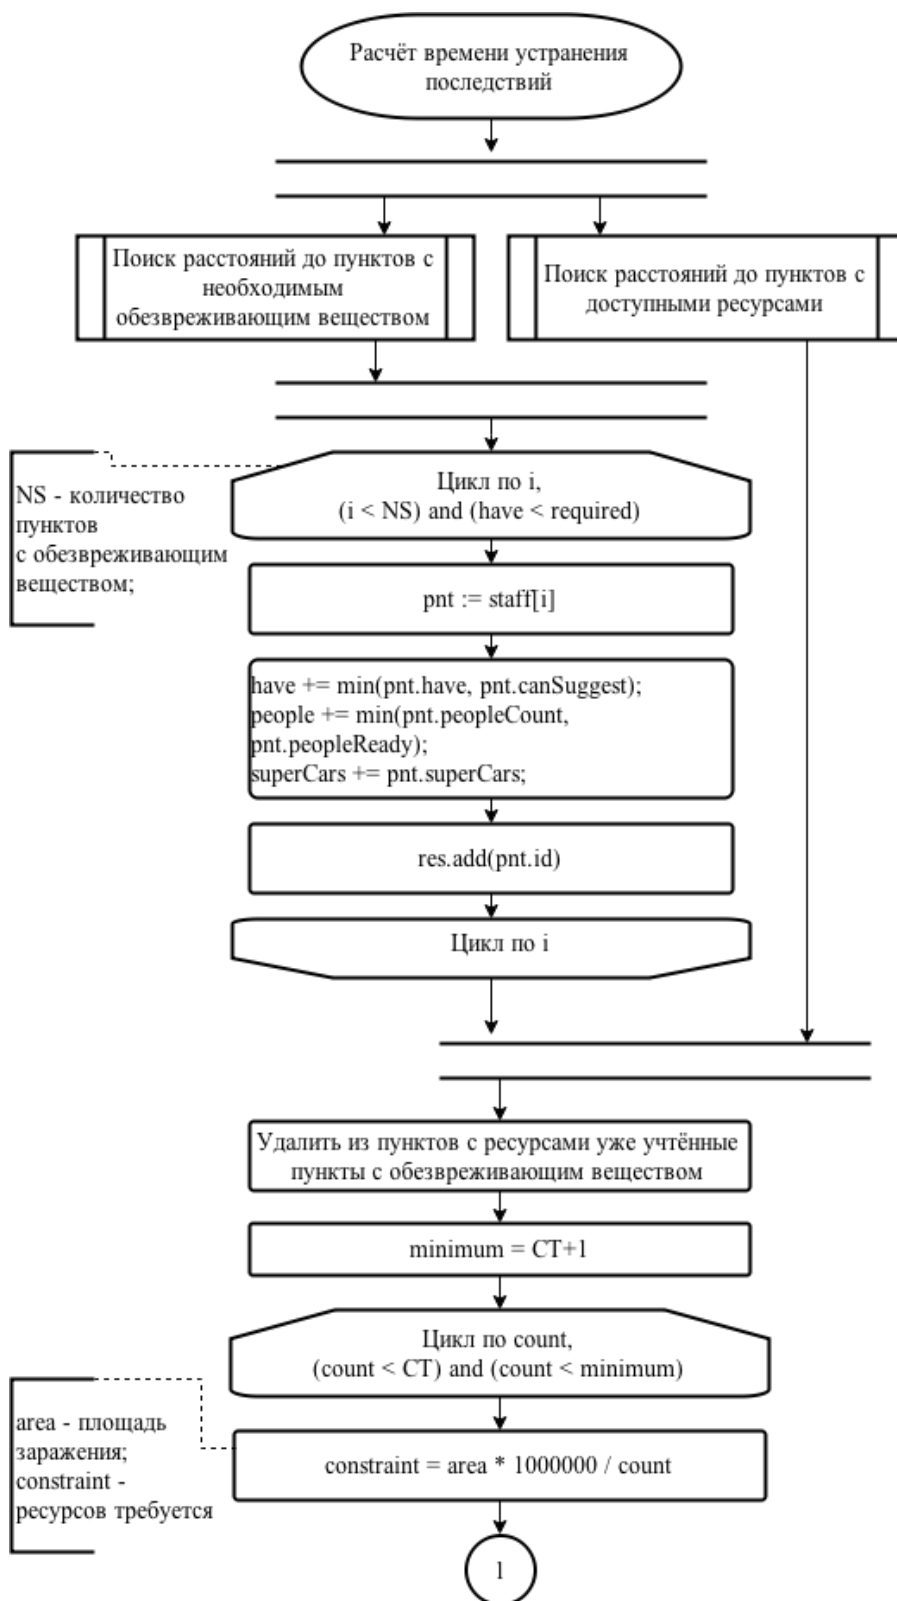 Расчёт времени устранения
последствий
Поиск расстояний до пунктов с
необходимым
обезвреживающим веществом
Поиск расстояний до пунктов с
доступными ресурсами
NS - количество
пунктов
с обезвреживающим
веществом;
Цикл по i,
(i < NS) and (have < required)
pnt := staff[i]
have += min(pnt.have, pnt.canSuggest);
people += min(pnt.peopleCount,
pnt.peopleReady);
superCars += pnt.superCars;
res.add(pnt.id)
Цикл по i
Удалить из пунктов с ресурсами уже учтённые
пункты с обезвреживающим веществом
minimum = CT+1
Цикл по count,
(count < CT) and (count < minimum)
area - площадь
заражения;
constraint -
ресурсов требуется
constraint = area * 1000000 / count
1